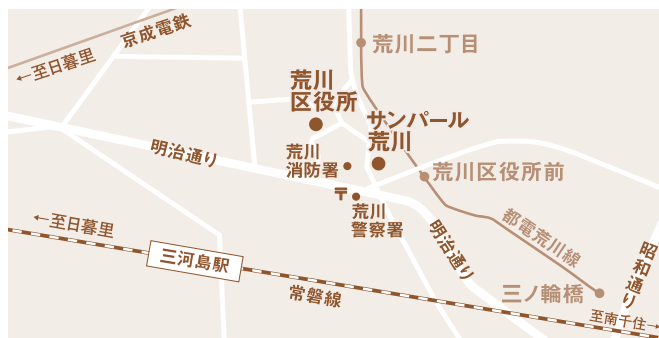 京成電鉄
←至日暮里
荒川二丁目
荒川
区役所
サンパール
荒川
明治通り
荒川
消防署
荒川区役所前
〒
荒川
警察署
←至日暮里
都電荒川線
明治通り
昭和通り
三河島駅
常磐線
三ノ輪橋
至南千住→